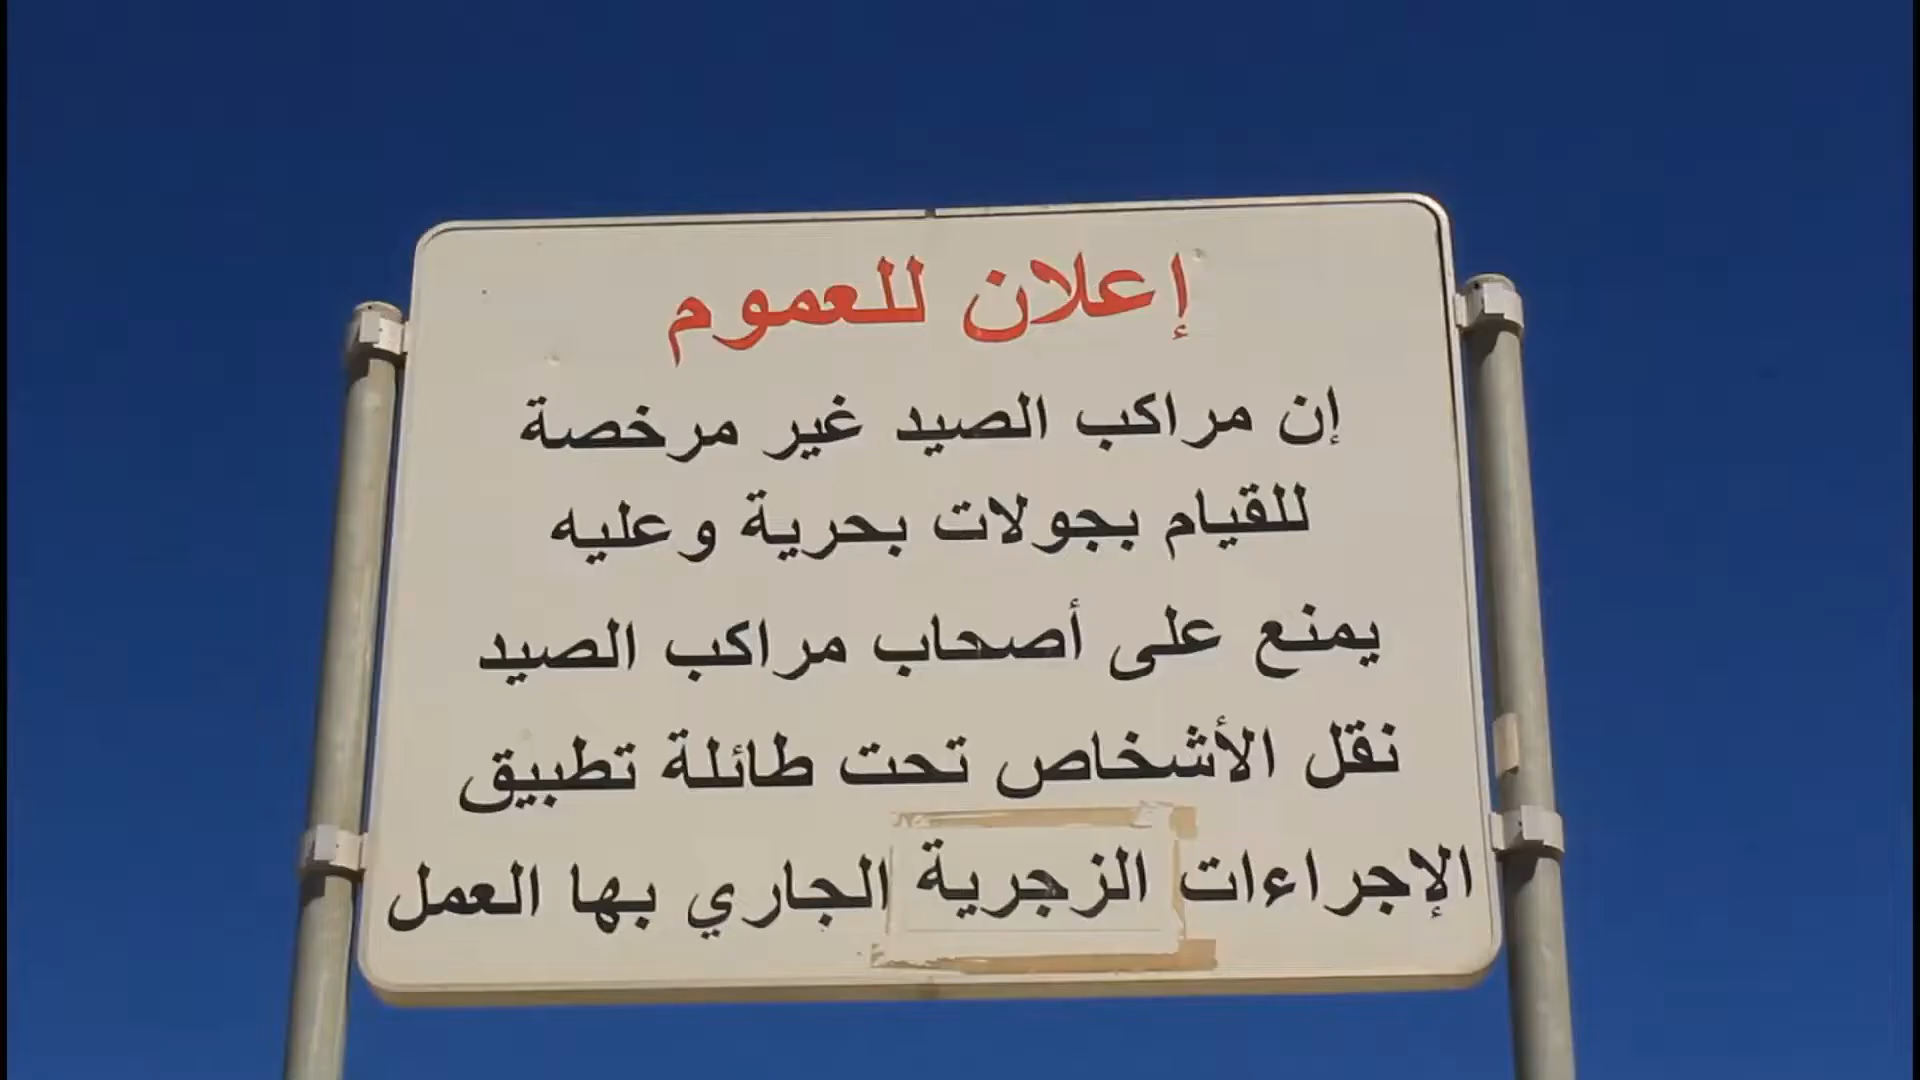 إعلان للعموم
إن مراكب الصيد غير مرخصة
للقيام بجولات بحرية وعليه
يمنع على أصحاب مراكب الصيد
نقل الأشخاص تحت طائلة تطبيق
الإجراءات الزجرية الجاري بها العمل